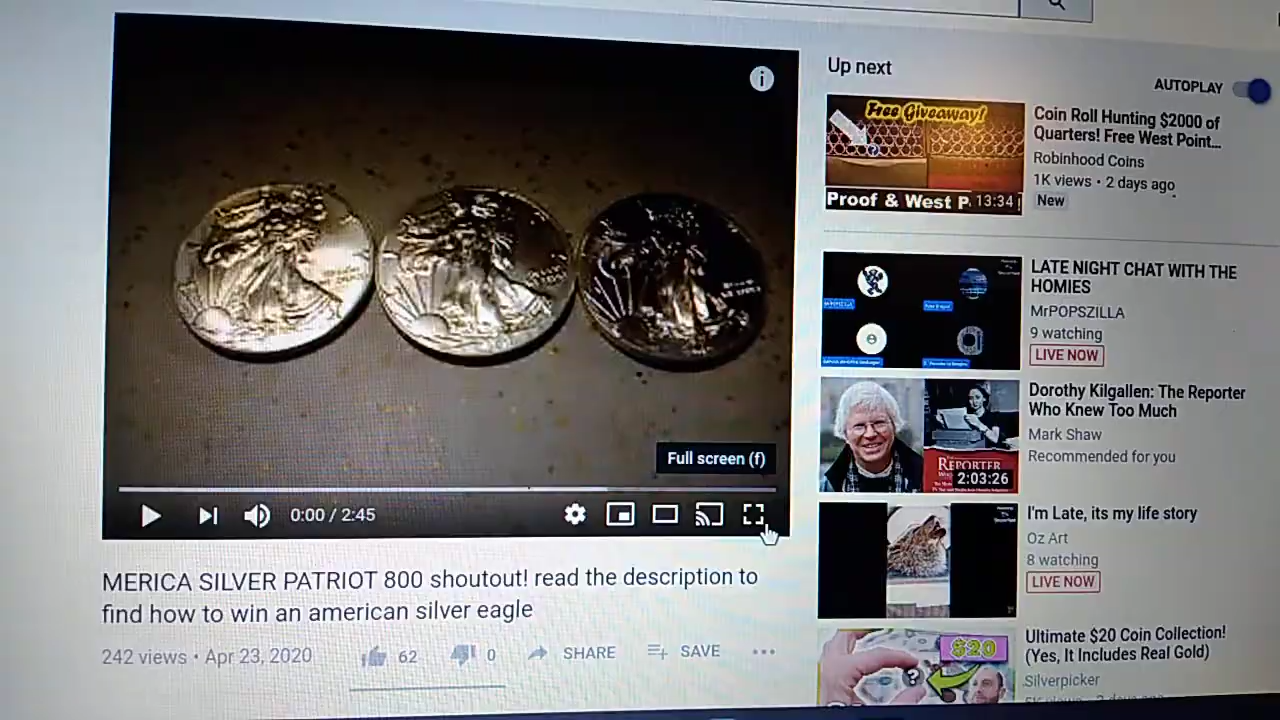 Full screen (f)
0:00 / 2:45
MERICA SILVER PATRIOT 800 shoutout! read the description to
find how to win an american silver eagle
242 views • Apr 23, 2020
62
0
SHARE
SAVE
Up next
AUTOPLAY
Free Giveaway!
Proof & West P.
13:34
Coin Roll Hunting $2000 of
Quarters! Free West Point...
Robinhood Coins
1K views • 2 days ago
New
LATE NIGHT CHAT WITH THE
HOMIES
MrPOPSZILLA
9 watching
LIVE NOW
REPORTER
2:03:26
Dorothy Kilgallen: The Reporter
Who Knew Too Much
Mark Shaw
Recommended for you
I'm Late, its my life story
Oz Art
8 watching
LIVE NOW
$20
?
Ultimate $20 Coin Collection!
(Yes, It Includes Real Gold)
Silverpicker